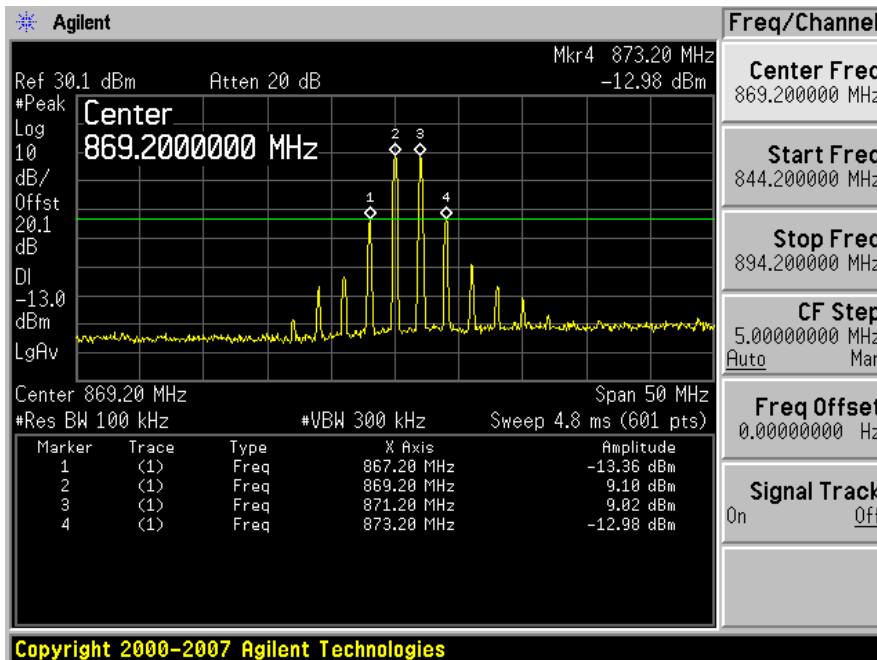 Agilent
Freq/Channel
Mkr4 873.20 MHz
Ref 30.1 dBm Atten 20 dB -12.98 dBm
#Peak
Log
10
dB/
Offst
20.1
dB
DI
-13.0
dBm
LgAv
Center
869.2000000 MHz
1
2
3
4
Center 869.20 MHz Span 50 MHz
#Res BW 100 kHz #VBW 300 kHz Sweep 4.8 ms (601 pts)
Marker Trace Type X Axis Amplitude
1 (1) Freq 867.20 MHz -13.36 dBm
2 (1) Freq 869.20 MHz 9.10 dBm
3 (1) Freq 871.20 MHz 9.02 dBm
4 (1) Freq 873.20 MHz -12.98 dBm
Center Freq
869.200000 MHz
Start Freq
844.200000 MHz
Stop Freq
894.200000 MHz
CF Step
5.00000000 MHz
Auto Man
Freq Offset
0.00000000 Hz
Signal Track
On Off
Copyright 2000-2007 Agilent Technologies